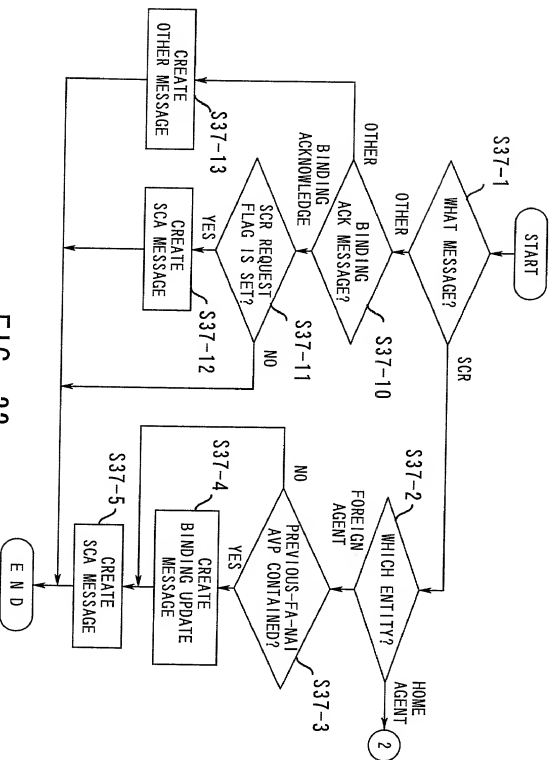 START
S37-1
WHAT MESSAGE?
SCR
OTHER
S37-2
WHICH ENTITY?
HOME
AGENT
2
FOREIGN
AGENT
S37-10
BINDING
ACK MESSAGE?
OTHER
BINDING
ACKNOWLEDGE
S37-3
PREVIOUS-FA-NAI
AVP CONTAINED?
NO
YES
S37-11
SCR REQUEST
FLAG IS SET?
NO
YES
S37-4
CREATE
BINDING UPDATE
MESSAGE
S37-13
CREATE
OTHER MESSAGE
S37-12
CREATE
SCA MESSAGE
S37-5
CREATE
SCA MESSAGE
END